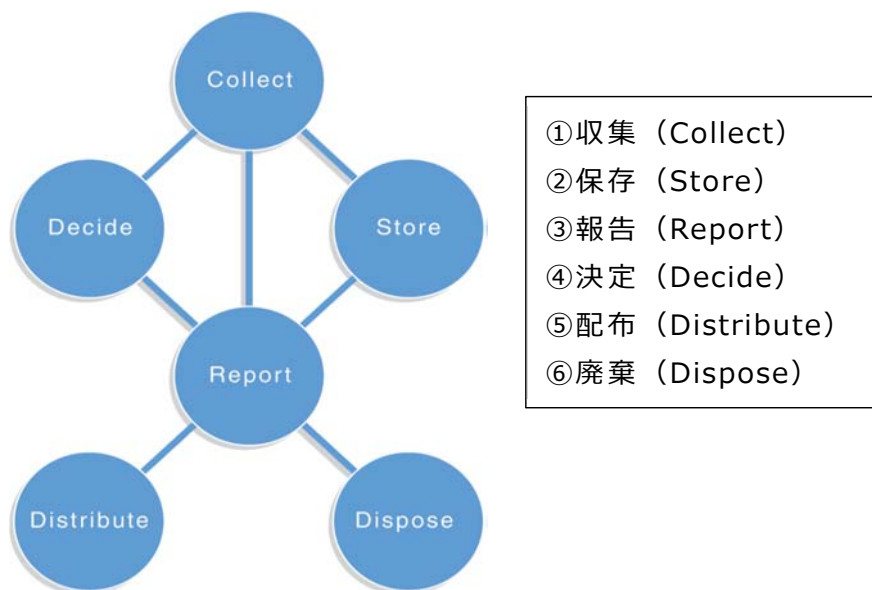 Collect
Decide
Store
Report
Distribute
Dispose
①収集（Collect）
②保存（Store）
③報告（Report）
④決定（Decide）
⑤配布（Distribute）
⑥廃棄（Dispose）